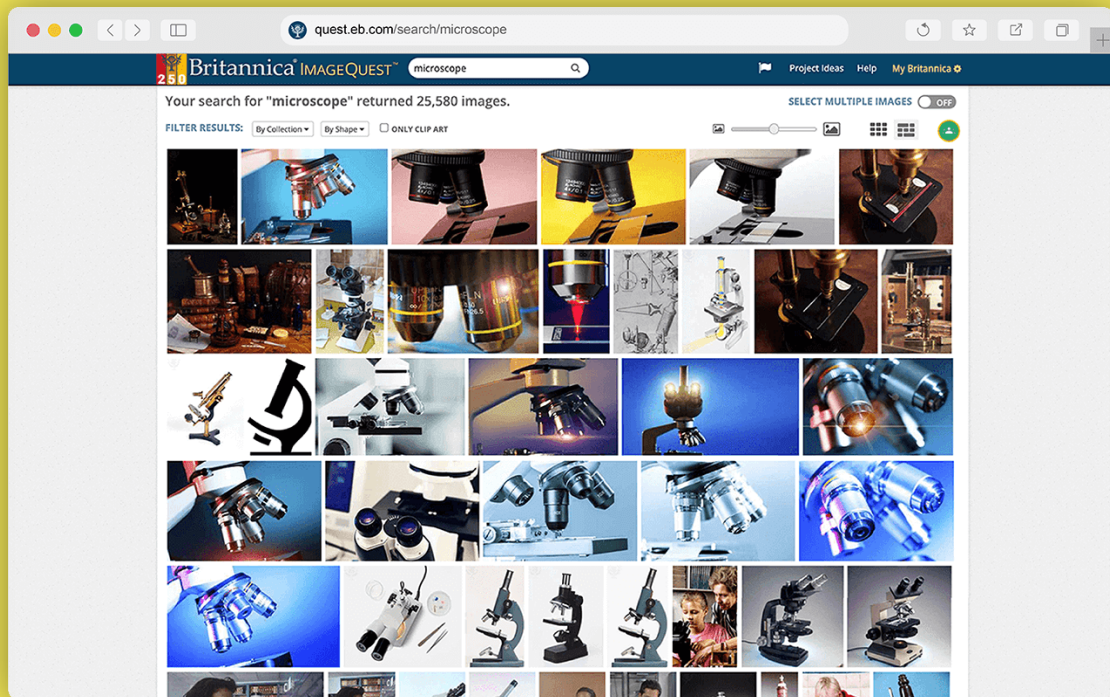 quest.eb.com/search/microscope
250 Britannica® IMAGEQUEST™ microscope Project Ideas Help My Britannica
Your search for "microscope" returned 25,580 images.
SELECT MULTIPLE IMAGES OFF
FILTER RESULTS: By Collection By Shape ONLY CLIP ART